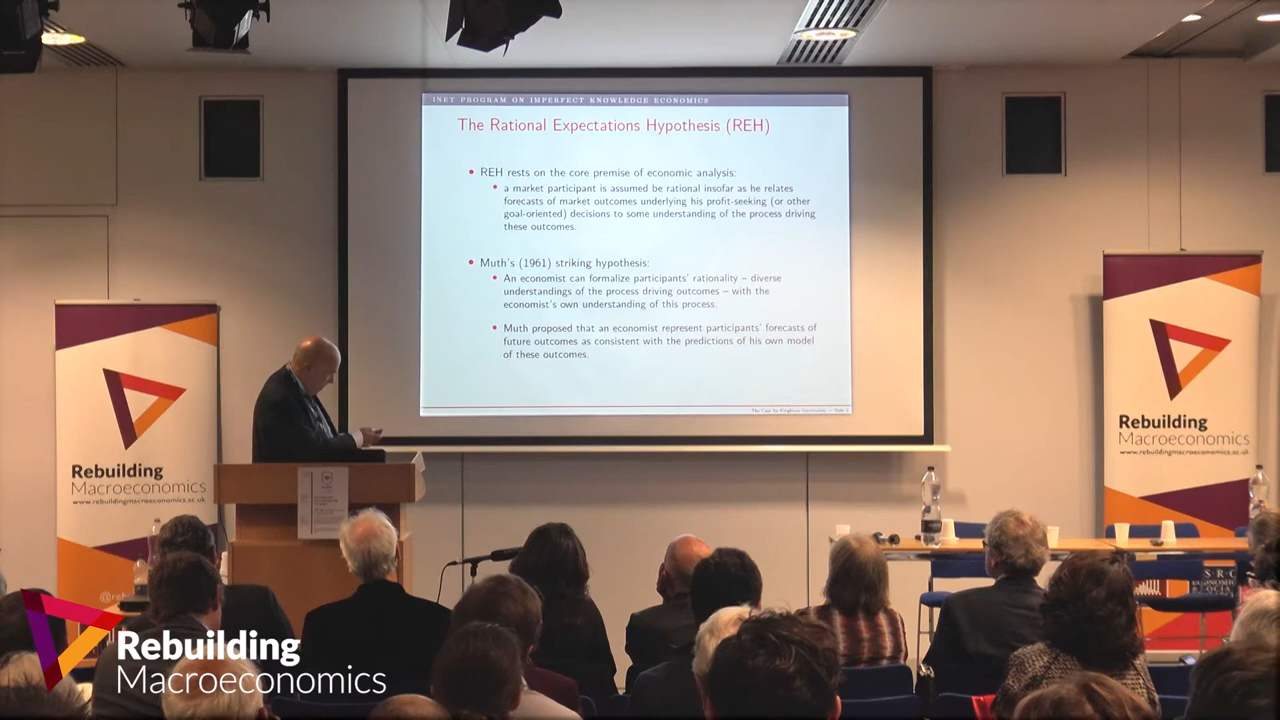 INET PROGRAM ON IMPERFECT KNOWLEDGE ECONOMICS
The Rational Expectations Hypothesis (REH)
• REH rests on the core premise of economic analysis:
• a market participant is assumed be rational insofar as he relates
forecasts of market outcomes underlying his profit-seeking (or other
goal-oriented) decisions to some understanding of the process driving
these outcomes.
• Muth's (1961) striking hypothesis:
• An economist can formalize participants' rationality – diverse
understandings of the process driving outcomes – with the
economist's own understanding of this process.
• Muth proposed that an economist represent participants' forecasts of
future outcomes as consistent with the predictions of his own model
of these outcomes.
Rebuilding
Macroeconomics
www.rebuildingmacroeconomics.ac.uk
Rebuilding
Macroeconomics
www.rebuildingmacroeconomics.ac.uk
Rebuilding
Macroeconomics